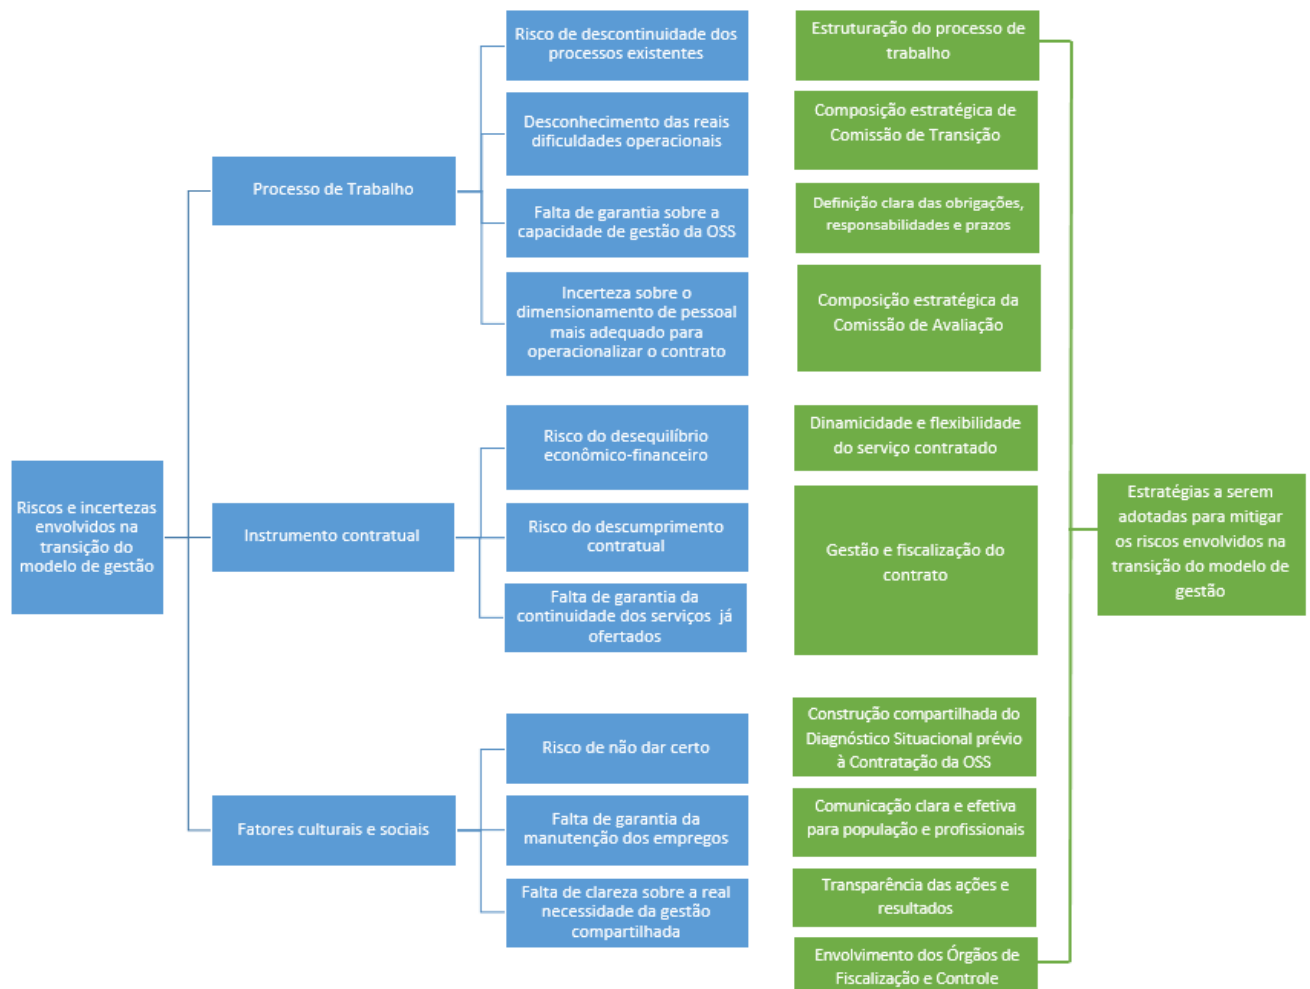 Riscos e incertezas
envolvidos na
transição do
modelo de gestão
Processo de Trabalho
Risco de descontinuidade dos
processos existentes
Desconhecimento das reais
dificuldades operacionais
Falta de garantia sobre a
capacidade de gestão da OSS
Incerteza sobre o
dimensionamento de pessoal
mais adequado para
operacionalizar o contrato
Instrumento contratual
Risco do desequilíbrio
econômico-financeiro
Risco do descumprimento
contratual
Falta de garantia da
continuidade dos serviços já
ofertados
Fatores culturais e sociais
Risco de não dar certo
Falta de garantia da
manutenção dos empregos
Falta de clareza sobre a real
necessidade da gestão
compartilhada
Estruturação do processo de
trabalho
Composição estratégica de
Comissão de Transição
Definição clara das obrigações,
responsabilidades e prazos
Composição estratégica da
Comissão de Avaliação
Dinamicidade e flexibilidade
do serviço contratado
Gestão e fiscalização do
contrato
Construção compartilhada do
Diagnóstico Situacional prévio
à Contratação da OSS
Comunicação clara e efetiva
para população e profissionais
Transparência das ações e
resultados
Envolvimento dos Órgãos de
Fiscalização e Controle
Estratégias a serem
adotadas para mitigar
os riscos envolvidos na
transição do modelo de
gestão